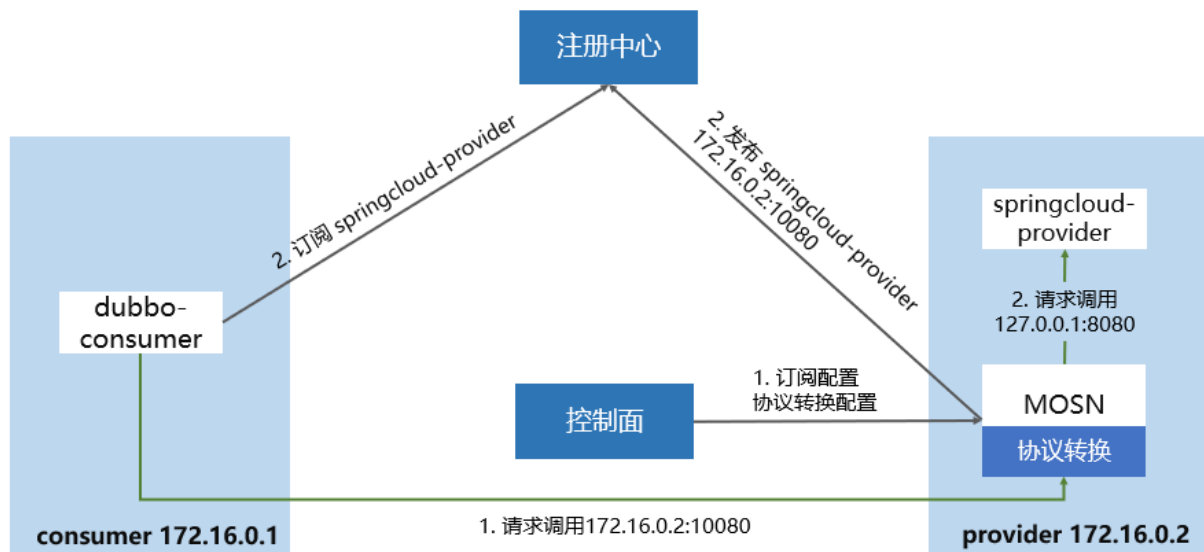 注册中心
2. 订阅 springcloud-provider
2. 发布 springcloud-provider
172.16.0.2:10080
springcloud-
provider
dubbo-
consumer
2. 请求调用
127.0.0.1:8080
1. 订阅配置
协议转换配置
控制面
MOSN
协议转换
1. 请求调用172.16.0.2:10080
consumer 172.16.0.1
provider 172.16.0.2